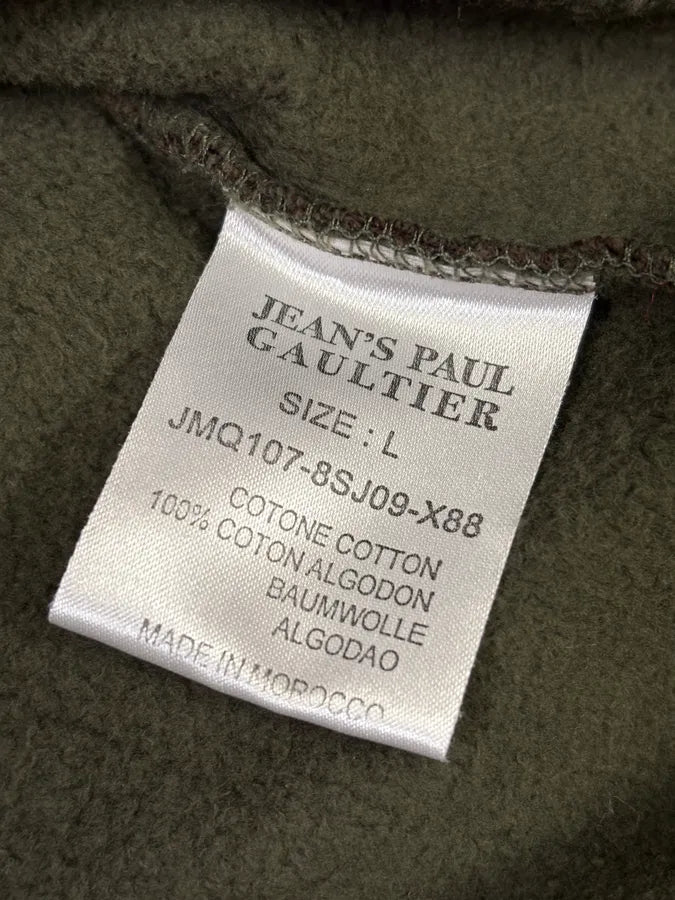 JEAN'S PAUL
GAULTIER
SIZE : L
JMQ107-8SJ09-X88
COTONE COTTON
100% COTON ALGODON
BAUMWOLLE
ALGODAO
MADE IN MOROCCO